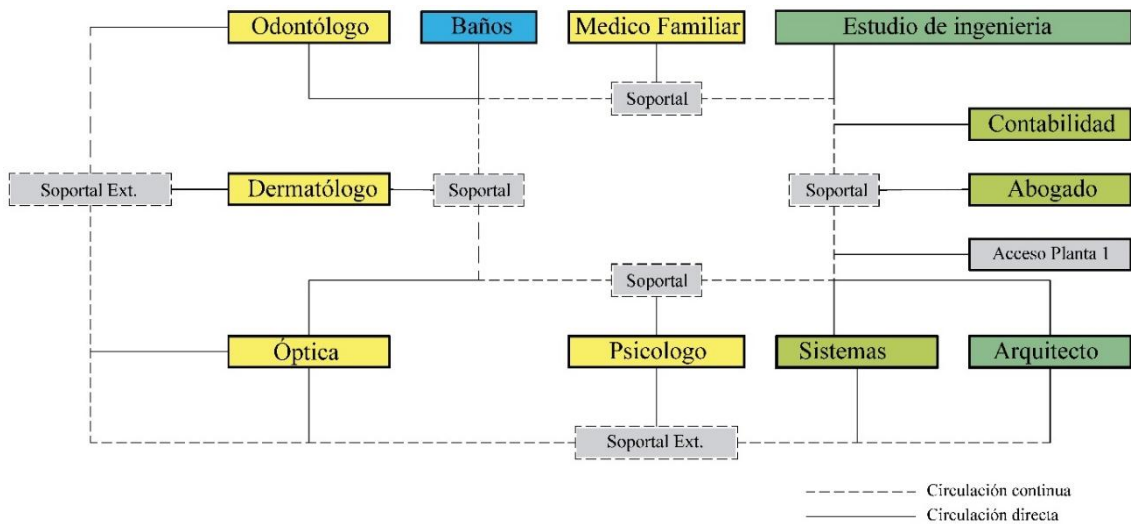 Odontólogo
Baños
Medico Familiar
Estudio de ingenieria
Soportal
Contabilidad
Soportal Ext.
Dermatólogo
Soportal
Soportal
Abogado
Acceso Planta 1
Soportal
Óptica
Psicologo
Sistemas
Arquitecto
Soportal Ext.
Circulación continua
Circulación directa